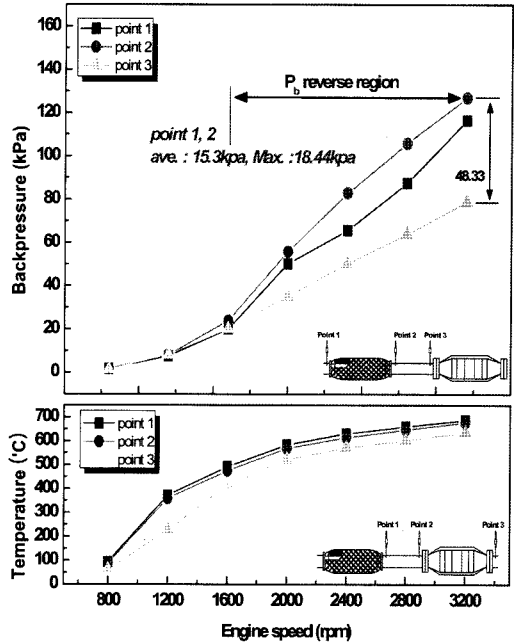 160
140
120
100
80
60
40
20
0
Backpressure (kPa)
point 1
point 2
point 3
P_b reverse region
point 1, 2
ave. : 15.3kpa, Max. :18.44kpa
48.33
Point 1
Point 2
Point 3
700
600
500
400
300
200
100
0
Temperature (°C)
point 1
point 2
point 3
Point 1
Point 2
Point 3
800 1200 1600 2000 2400 2800 3200
Engine speed (rpm)